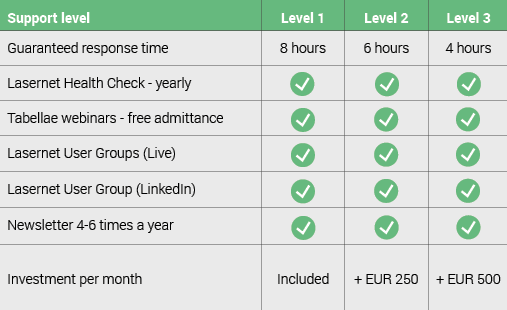 Support level Level 1 Level 2 Level 3
Guaranteed response time 8 hours 6 hours 4 hours
Lasernet Health Check - yearly
Tabellae webinars - free admittance
Lasernet User Groups (Live)
Lasernet User Group (LinkedIn)
Newsletter 4-6 times a year
Investment per month Included + EUR 250 + EUR 500